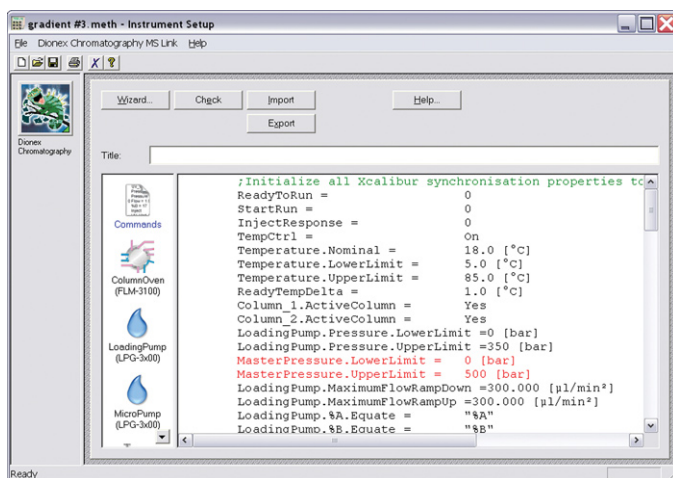 gradient #3.meth - Instrument Setup
File Dionex Chromatography MS Link Help
Wizard... Check Import Help...
Export
Dionex
Chromatography
Title:
Commands
ColumnOven
(FLM-3100)
LoadingPump
(LPG-3x00)
MicroPump
(LPG-3x00)
;Initialize all Xcalibur synchronisation properties to
ReadyToRun = 0
StartRun = 0
InjectResponse = 0
TempCtrl = On
Temperature.Nominal = 18.0 [°C]
Temperature.LowerLimit = 5.0 [°C]
Temperature.UpperLimit = 85.0 [°C]
ReadyTempDelta = 1.0 [°C]
Column_1.ActiveColumn = Yes
Column_2.ActiveColumn = Yes
LoadingPump.Pressure.LowerLimit =0 [bar]
LoadingPump.Pressure.UpperLimit =350 [bar]
MasterPressure.LowerLimit = 0 [bar]
MasterPressure.UpperLimit = 500 [bar]
LoadingPump.MaximumFlowRampDown =300.000 [µl/min²]
LoadingPump.MaximumFlowRampUp =300.000 [µl/min²]
LoadingPump.%A.Equate = "%A"
LoadingPump.%B.Equate = "%B"
Ready